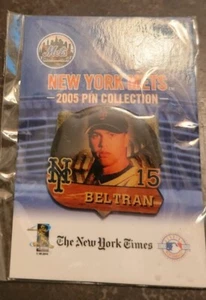 NEW YORK METS
2005 PIN COLLECTION
NY 15
BELTRAN
The New York Times